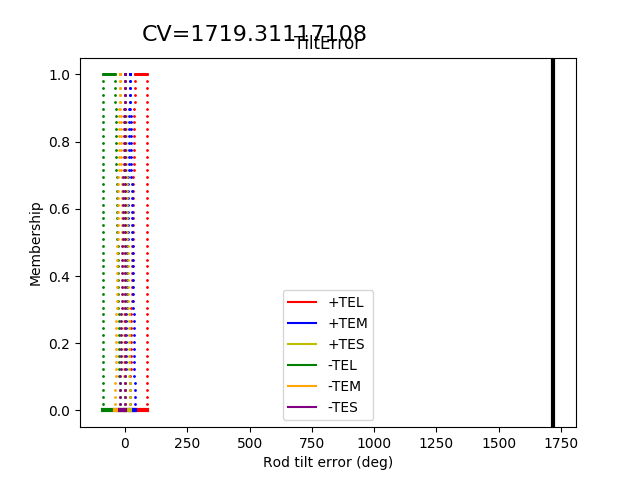 CV=1719.31117108
TiltError
1.0
0.8
0.6
0.4
0.2
0.0
Membership
+TEL
+TEM
+TES
-TEL
-TEM
-TES
0 250 500 750 1000 1250 1500 1750
Rod tilt error (deg)